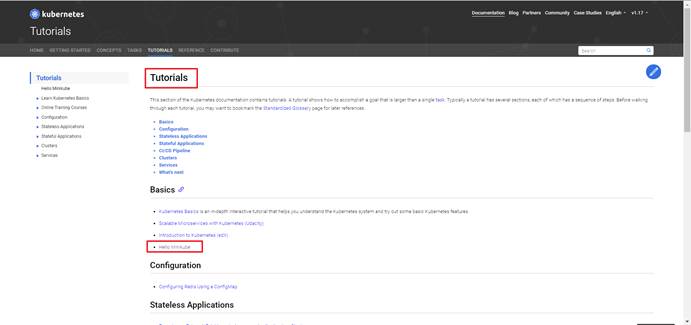 kubernetes
Documentation Blog Partners Community Case Studies English v1.17
Tutorials
HOME GETTING STARTED CONCEPTS TASKS TUTORIALS REFERENCE CONTRIBUTE
Search
Tutorials
Hello Minikube
Learn Kubernetes Basics
Online Training Courses
Configuration
Stateless Applications
Stateful Applications
Clusters
Services
Tutorials
This section of the Kubernetes documentation contains tutorials. A tutorial shows how to accomplish a goal that is larger than a single task. Typically a tutorial has several sections, each of which has a sequence of steps. Before walking
through each tutorial, you may want to bookmark the Standardized Glossary page for later references.
Basics
Configuration
Stateless Applications
Stateful Applications
CI/CD Pipeline
Clusters
Services
What's next
Basics
Kubernetes Basics is an in-depth interactive tutorial that helps you understand the Kubernetes system and try out some basic Kubernetes features.
Scalable Microservices with Kubernetes (Udacity)
Introduction to Kubernetes (edX)
Hello Minikube
Configuration
Configuring Redis Using a ConfigMap
Stateless Applications